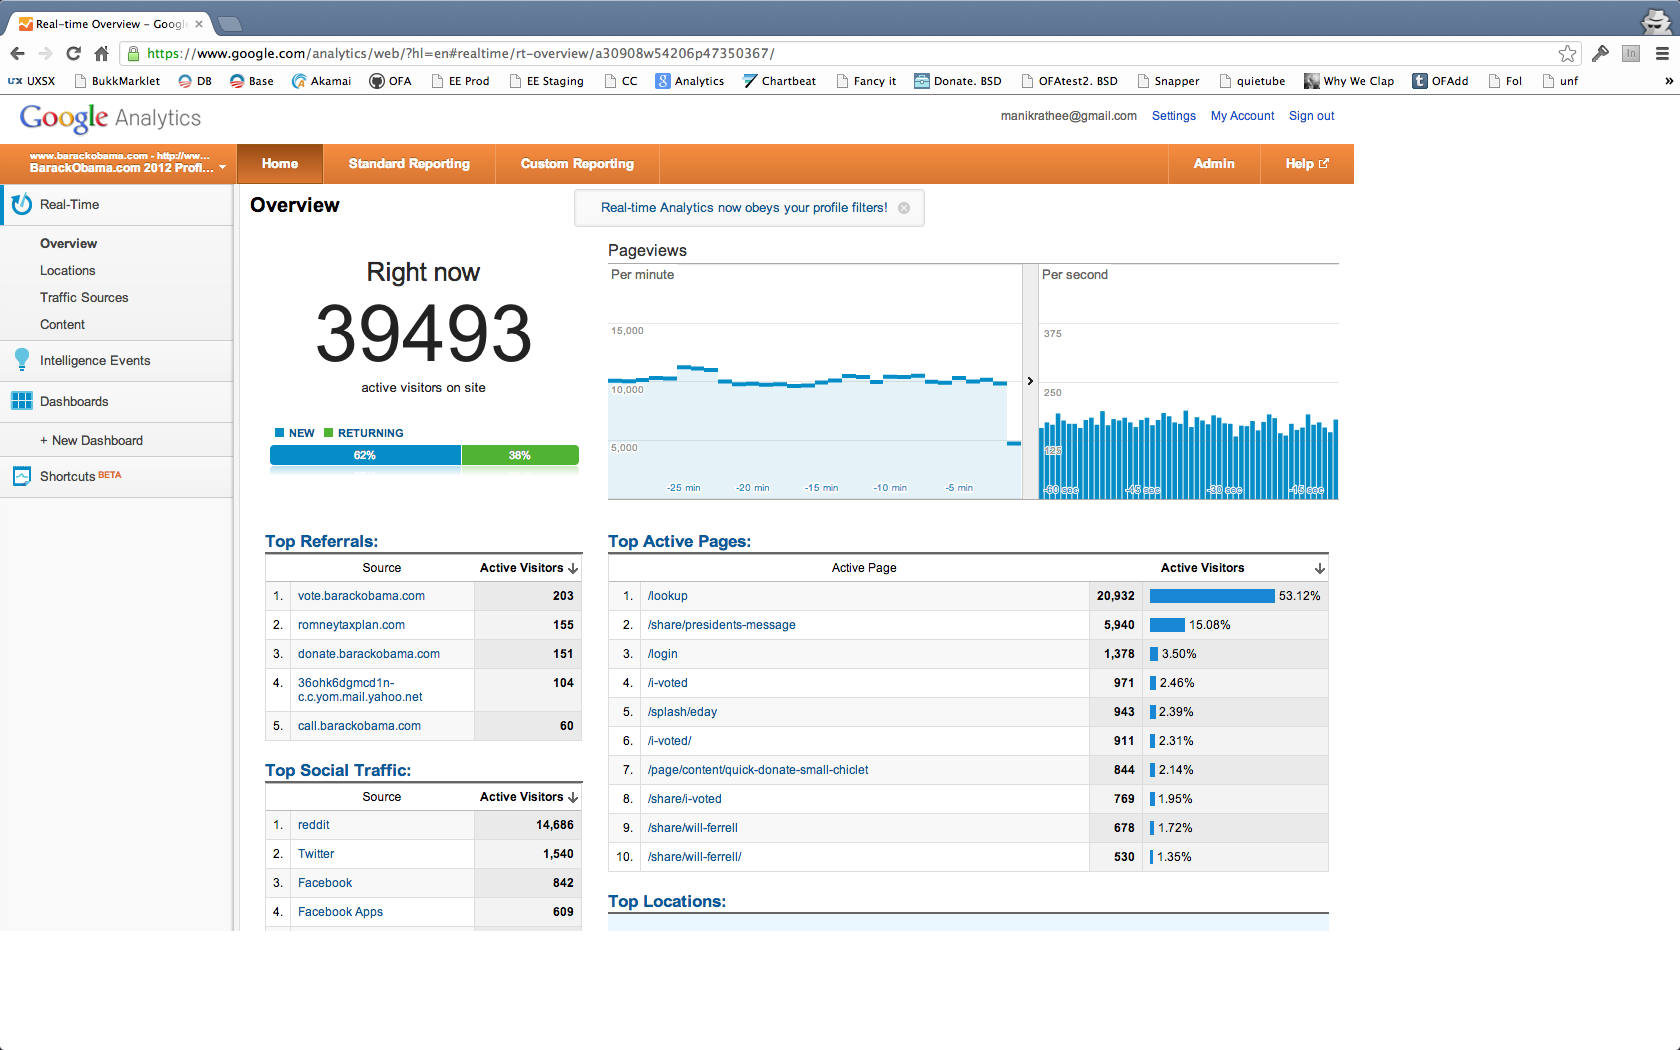 Real-time Overview – Googl
https://www.google.com/analytics/web/?hl=en#realtime/rt-overview/a30908w54206p47350367/
UX UXSX BukkMarklet DB Base Akamai OFA EE Prod EE Staging CC Analytics Chartbeat Fancy it Donate. BSD OFAtest2. BSD Snapper quietube Why We Clap OFAdd Fol unf »
Google Analytics
manikrathee@gmail.com Settings My Account Sign out
www.barackobama.com - http://ww...
BarackObama.com 2012 Profi...
Home Standard Reporting Custom Reporting Admin Help
Real-Time
Overview
Locations
Traffic Sources
Content
Intelligence Events
Dashboards
+ New Dashboard
Shortcuts BETA
Overview
Real-time Analytics now obeys your profile filters!
Right now
39493
active visitors on site
NEW RETURNING
62% 38%
Pageviews
Per minute
15,000
10,000
5,000
-25 min -20 min -15 min -10 min -5 min
Per second
375
250
125
-60 sec -45 sec -30 sec -15 sec
Top Referrals:
Source Active Visitors
1. vote.barackobama.com 203
2. romneytaxplan.com 155
3. donate.barackobama.com 151
4. 36ohk6dgmcd1n-
c.c.yom.mail.yahoo.net 104
5. call.barackobama.com 60
Top Social Traffic:
Source Active Visitors
1. reddit 14,686
2. Twitter 1,540
3. Facebook 842
4. Facebook Apps 609
Top Active Pages:
Active Page Active Visitors
1. /lookup 20,932 53.12%
2. /share/presidents-message 5,940 15.08%
3. /login 1,378 3.50%
4. /i-voted 971 2.46%
5. /splash/eday 943 2.39%
6. /i-voted/ 911 2.31%
7. /page/content/quick-donate-small-chiclet 844 2.14%
8. /share/i-voted 769 1.95%
9. /share/will-ferrell 678 1.72%
10. /share/will-ferrell/ 530 1.35%
Top Locations: